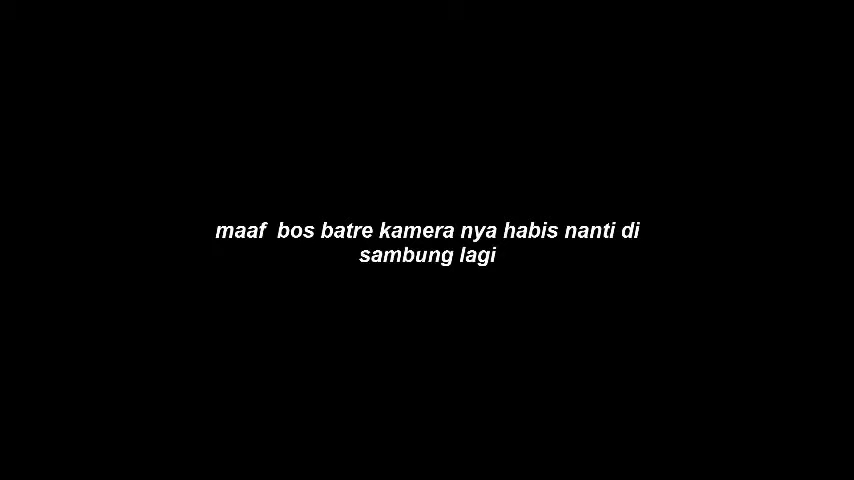 maaf  bos batre kamera nya habis nanti di
sambung lagi